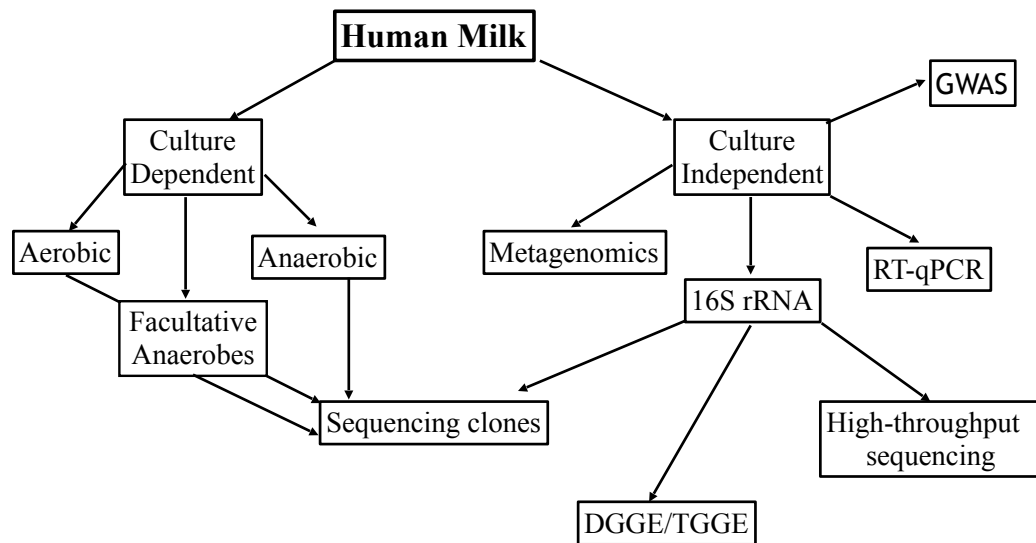 Human Milk
GWAS
Culture
Dependent
Culture
Independent
Aerobic
Anaerobic
Metagenomics
RT-qPCR
16S rRNA
Facultative
Anaerobes
Sequencing clones
High-throughput
sequencing
DGGE/TGGE